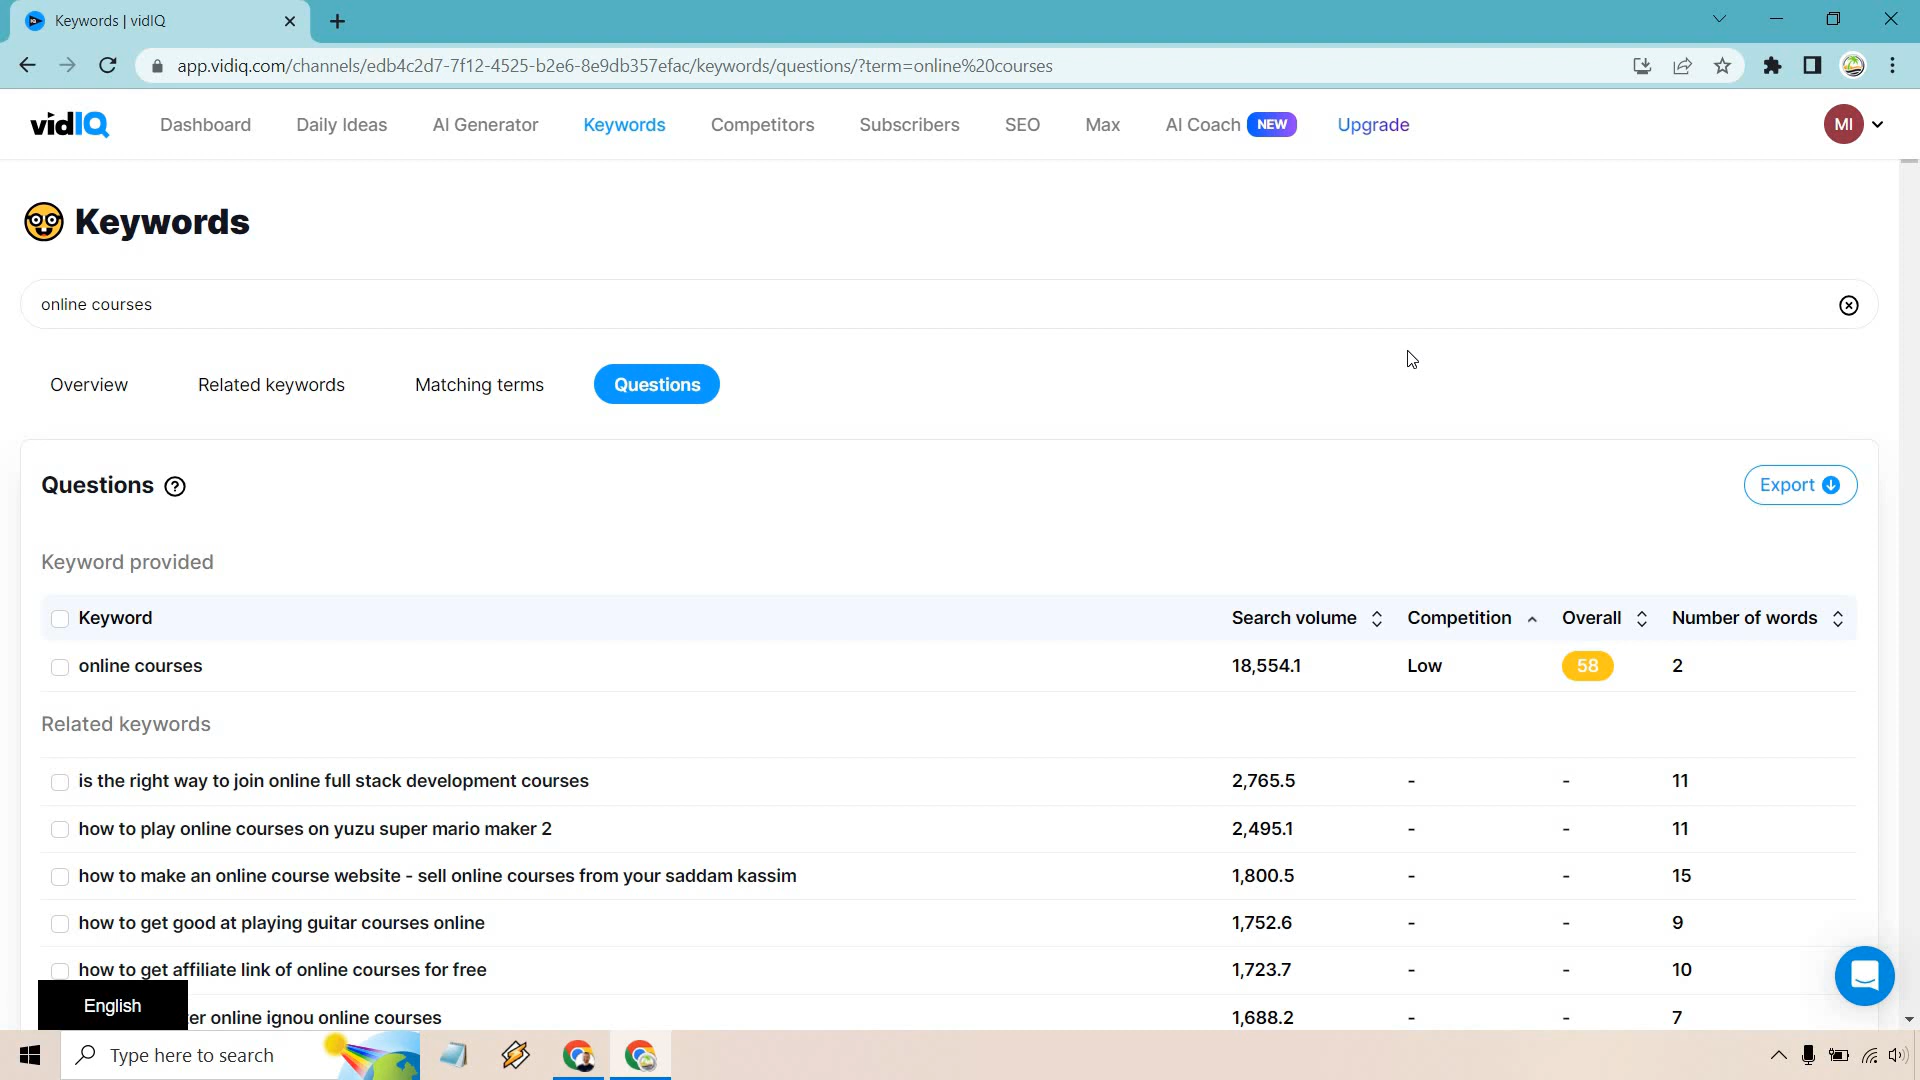 Keywords | vidIQ
app.vidiq.com/channels/edb4c2d7-7f12-4525-b2e6-8e9db357efac/keywords/questions/?term=online%20courses
vidIQ Dashboard Daily Ideas AI Generator Keywords Competitors Subscribers SEO Max AI Coach NEW Upgrade MI
Keywords
online courses
Overview Related keywords Matching terms Questions
Questions ? Export
Keyword provided
Keyword Search volume Competition Overall Number of words
online courses 18,554.1 Low 58 2
Related keywords
is the right way to join online full stack development courses 2,765.5 - - 11
how to play online courses on yuzu super mario maker 2 2,495.1 - - 11
how to make an online course website - sell online courses from your saddam kassim 1,800.5 - - 15
how to get good at playing guitar courses online 1,752.6 - - 9
how to get affiliate link of online courses for free 1,723.7 - - 10
English
er online ignou online courses 1,688.2 - - 7
Type here to search